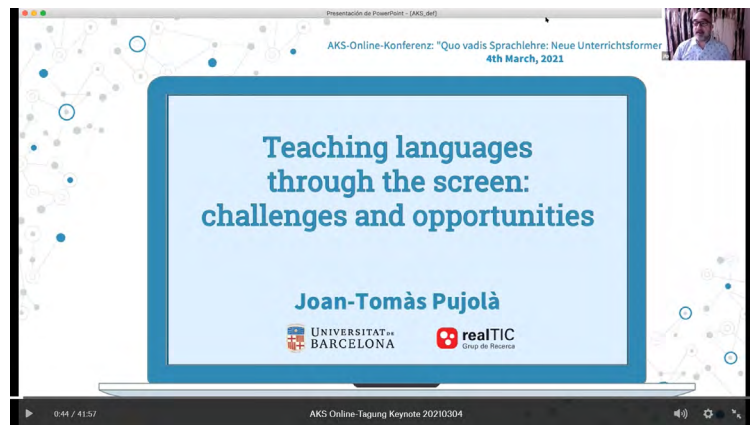 Presentación de PowerPoint - [AKS_def]
AKS-Online-Konferenz: "Quo vadis Sprachlehre: Neue Unterrichtsformer
4th March, 2021
Teaching languages
through the screen:
challenges and opportunities
Joan-Tomàs Pujolà
UNIVERSITAT DE
BARCELONA
realTIC
Grup de Recerca
0:44 / 41:57
AKS Online-Tagung Keynote 20210304